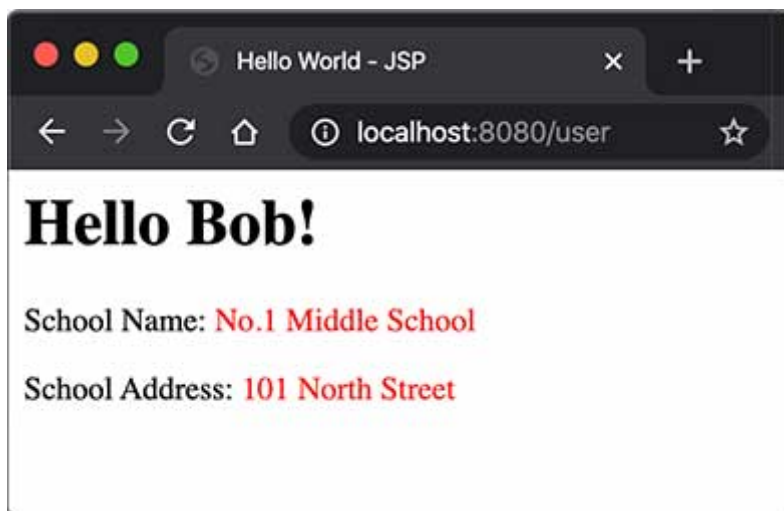 Hello World - JSP
localhost:8080/user
Hello Bob!
School Name: No.1 Middle School
School Address: 101 North Street